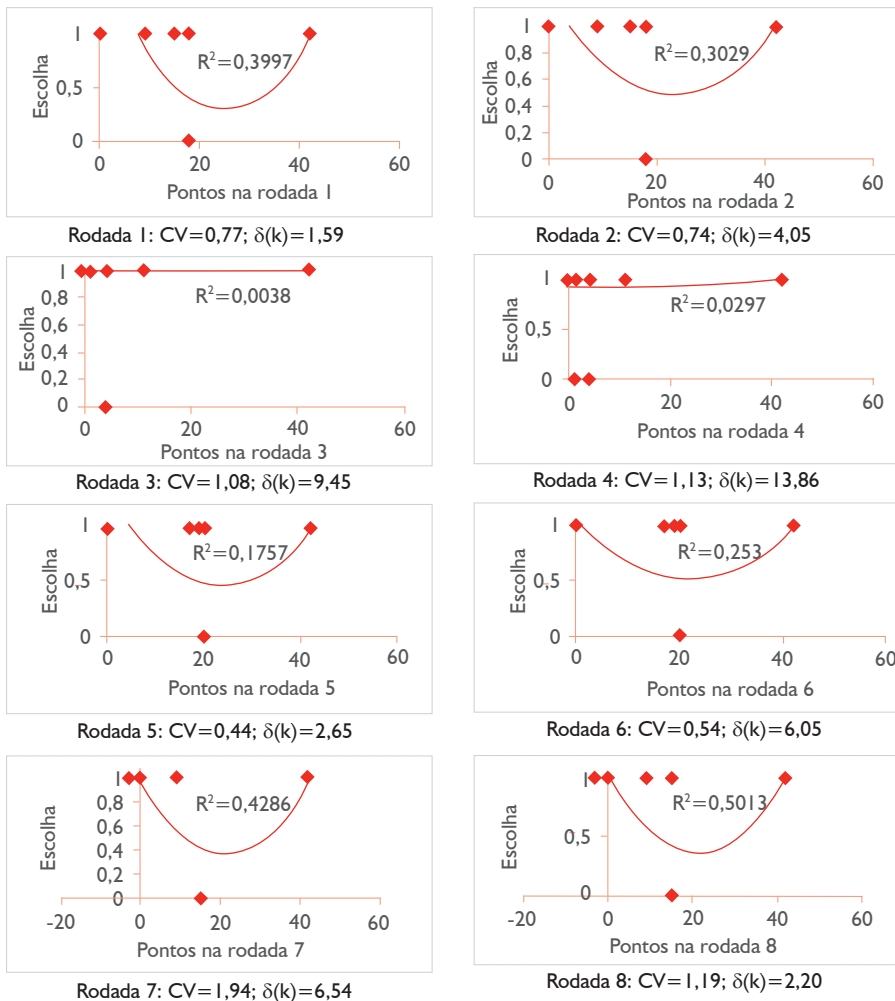 1
0,5
0
Escolha
R²=0,3997
0 20 40 60
Pontos na rodada 1
Rodada 1: CV=0,77; δ(k)=1,59
1
0,8
0,6
0,4
0,2
0
Escolha
R²=0,3029
0 20 40 60
Pontos na rodada 2
Rodada 2: CV=0,74; δ(k)=4,05
1
0,8
0,6
0,4
0,2
0
Escolha
R²=0,0038
0 20 40 60
Pontos na rodada 3
Rodada 3: CV=1,08; δ(k)=9,45
1
0,5
0
Escolha
R²=0,0297
0 20 40 60
Pontos na rodada 4
Rodada 4: CV=1,13; δ(k)=13,86
1
0,5
0
Escolha
R²=0,1757
0 20 40 60
Pontos na rodada 5
Rodada 5: CV=0,44; δ(k)=2,65
1
0,5
0
Escolha
R²=0,253
0 20 40 60
Pontos na rodada 6
Rodada 6: CV=0,54; δ(k)=6,05
1
0,8
0,6
0,4
0,2
0
Escolha
R²=0,4286
-20 0 20 40 60
Pontos na rodada 7
Rodada 7: CV=1,94; δ(k)=6,54
1
0,5
0
Escolha
R²=0,5013
-20 0 20 40 60
Pontos na rodada 8
Rodada 8: CV=1,19; δ(k)=2,20